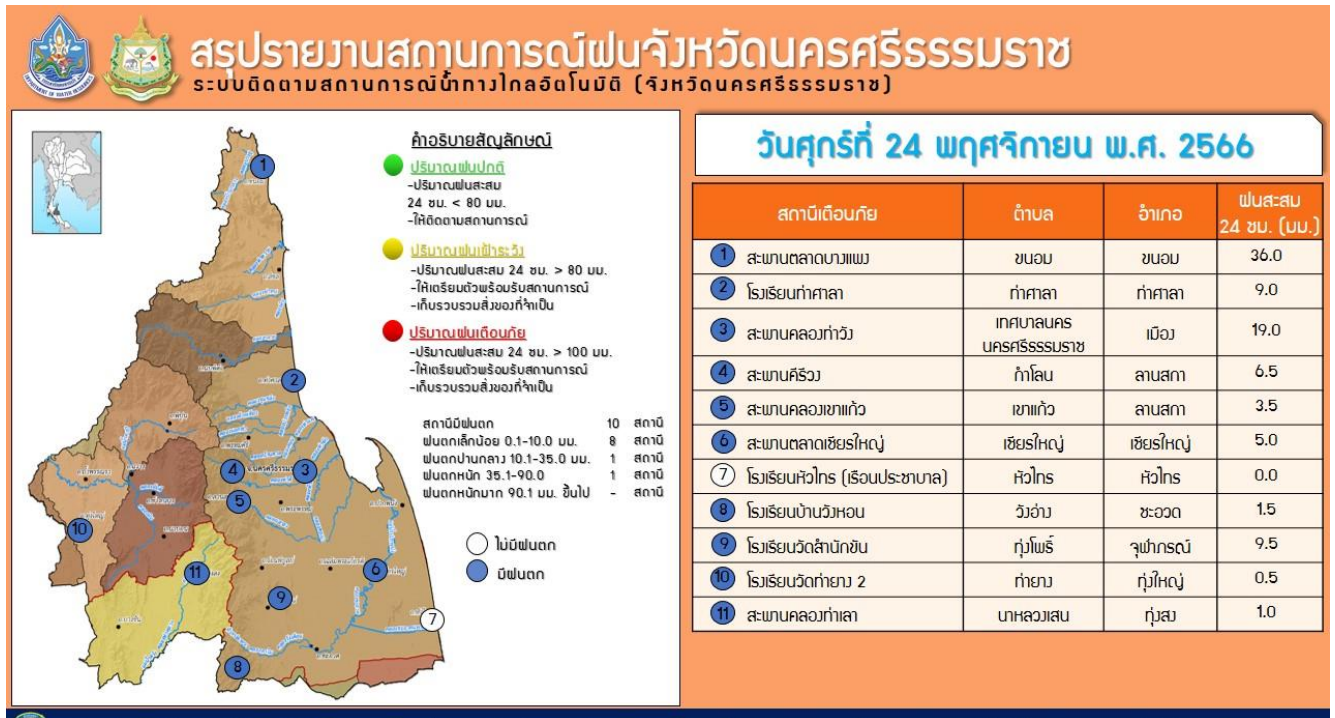 สรุปรายงานสถานการณ์ฝนจังหวัดนครศรีธรรมราช
ระบบติดตามสถานการณ์น้ำทางไกลอัตโนมัติ (จังหวัดนครศรีธรรมราช)
คำอธิบายสัญลักษณ์
ปริมาณฝนปกติ
-ปริมาณฝนสะสม
24 ชม. < 80 มม.
-ให้ติดตามสถานการณ์
ปริมาณฝนเฝ้าระวัง
-ปริมาณฝนสะสม 24 ชม. > 80 มม.
-ให้เตรียมตัวพร้อมรับสถานการณ์
-เก็บรวบรวมสิ่งของที่จำเป็น
ปริมาณฝนเตือนภัย
-ปริมาณฝนสะสม 24 ชม. > 100 มม.
-ให้เตรียมตัวพร้อมรับสถานการณ์
-เก็บรวบรวมสิ่งของที่จำเป็น
สถานีมีฝนตก 10 สถานี
ฝนตกเล็กน้อย 0.1-10.0 มม. 8 สถานี
ฝนตกปานกลาง 10.1-35.0 มม. 1 สถานี
ฝนตกหนัก 35.1-90.0 1 สถานี
ฝนตกหนักมาก 90.1 มม. ขึ้นไป - สถานี
ไม่มีฝนตก
มีฝนตก
1
2
3
4
5
6
7
8
9
10
11
วันศุกร์ที่ 24 พฤศจิกายน พ.ศ. 2566
สถานีเตือนภัย ตำบล อำเภอ ฝนสะสม
24 ชม. (มม.)
1 สะพานตลาดบางแพง ขนอม ขนอม 36.0
2 โรงเรียนท่าศาลา ท่าศาลา ท่าศาลา 9.0
3 สะพานคลองท่าวัง เทศบาลนคร
นครศรีธรรมราช เมือง 19.0
4 สะพานคีรีวง กำโลน ลานสกา 6.5
5 สะพานคลองเขาแก้ว เขาแก้ว ลานสกา 3.5
6 สะพานตลาดเชียรใหญ่ เชียรใหญ่ เชียรใหญ่ 5.0
7 โรงเรียนหัวไทร (เรือนประชาบาล) หัวไทร หัวไทร 0.0
8 โรงเรียนบ้านวังหอน วังอ่าง ชะอวด 1.5
9 โรงเรียนวัดสำนักขัน ทุ่งโพธิ์ จุฬาภรณ์ 9.5
10 โรงเรียนวัดท่ายาง 2 ท่ายาง ทุ่งใหญ่ 0.5
11 สะพานคลองท่าเลา นาหลวงเสน ทุ่งสง 1.0